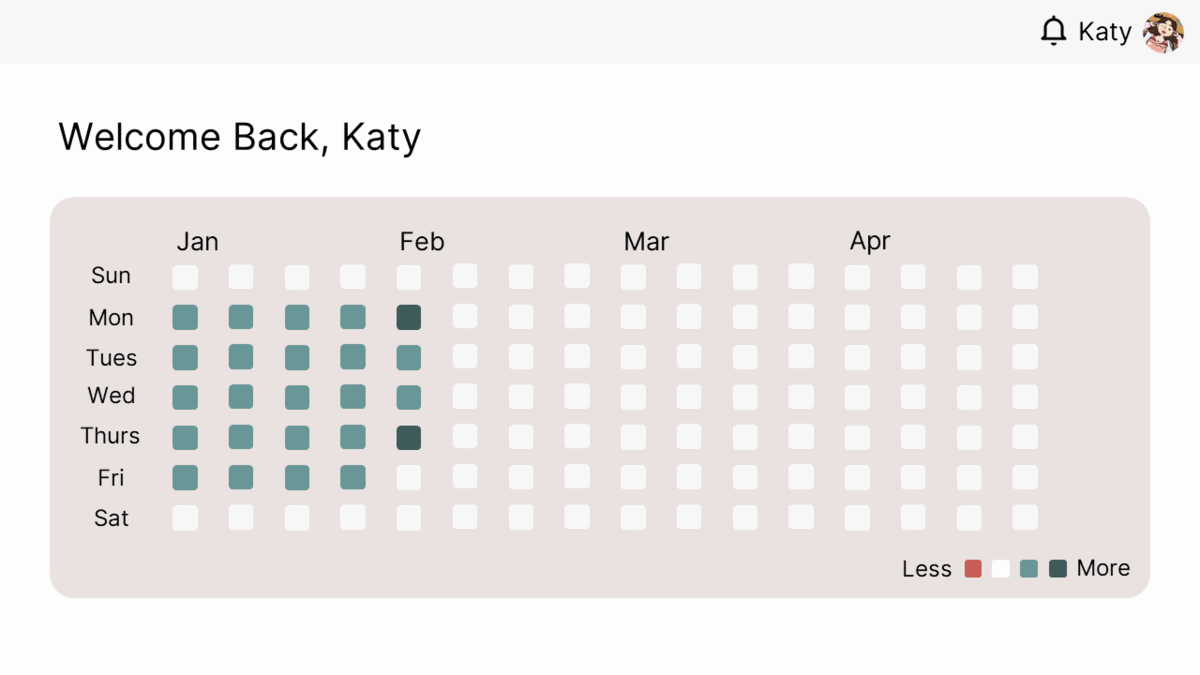 Katy
Welcome Back, Katy
Jan Feb Mar Apr
Sun
Mon
Tues
Wed
Thurs
Fri
Sat
Less More